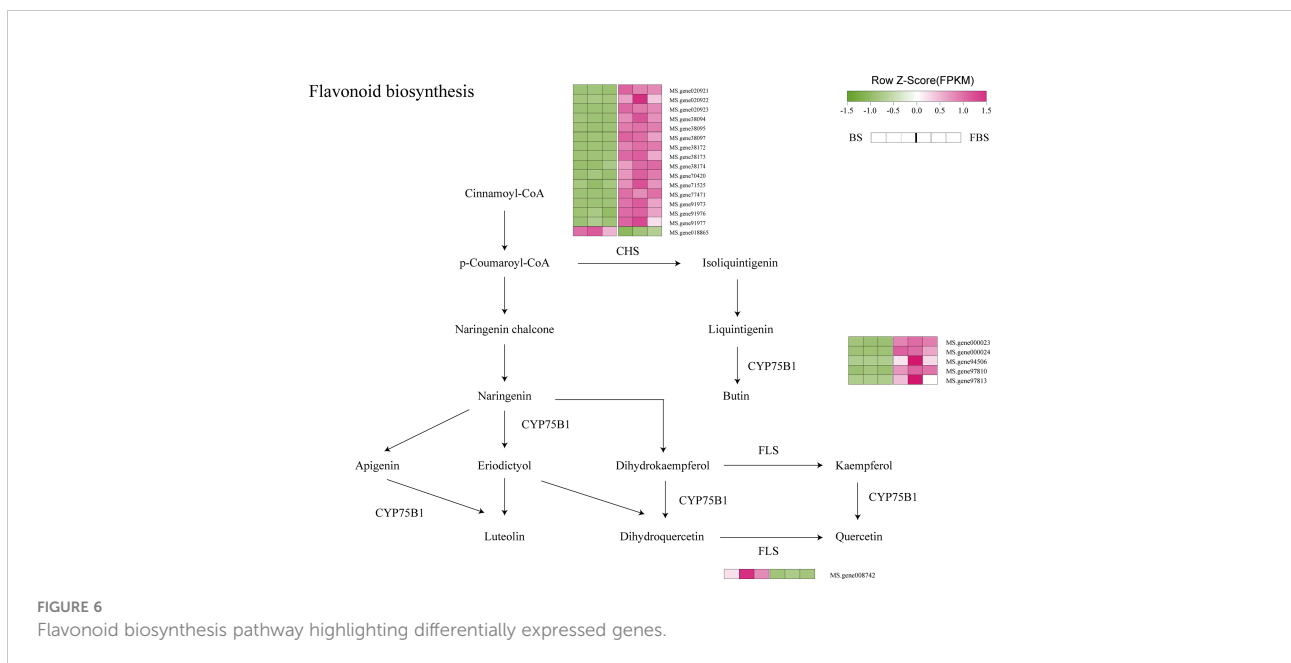 Flavonoid biosynthesis
MS.gene020921
MS.gene020922
MS.gene020923
MS.gene38094
MS.gene38095
MS.gene38097
MS.gene38172
MS.gene38173
MS.gene38174
MS.gene70420
MS.gene71525
MS.gene77471
MS.gene91973
MS.gene91976
MS.gene91977
MS.gene018865
Row Z-Score(FPKM)
-1.5 -1.0 -0.5 0.0 0.5 1.0 1.5
BS FBS
Cinnamoyl-CoA
CHS
p-Coumaroyl-CoA Isoliquintigenin
Naringenin chalcone Liquintigenin
MS.gene000023
MS.gene000024
MS.gene94506
MS.gene97810
MS.gene97813
CYP75B1
Naringenin Butin
CYP75B1
FLS
Apigenin Eriodictyol Dihydrokaempferol Kaempferol
CYP75B1 CYP75B1 CYP75B1
Luteolin Dihydroquercetin Quercetin
FLS
MS.gene008742
FIGURE 6
Flavonoid biosynthesis pathway highlighting differentially expressed genes.